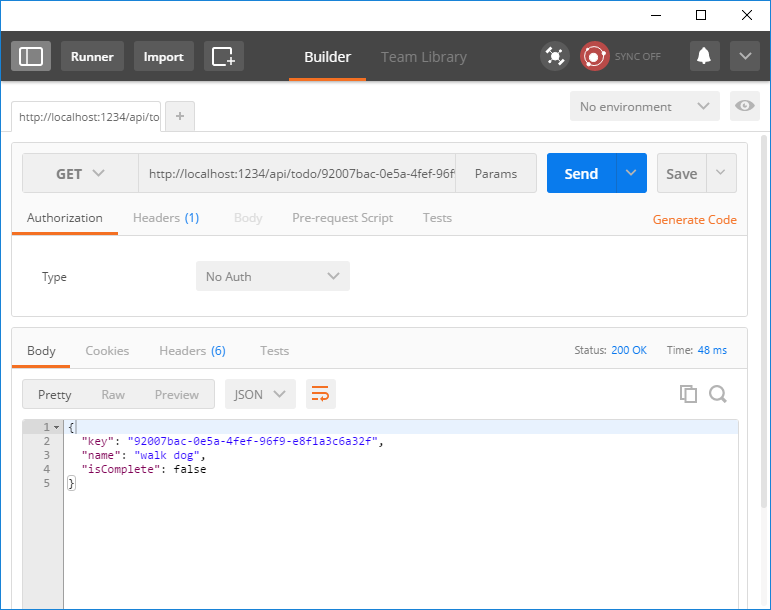 Runner Import Builder Team Library SYNC OFF
http://localhost:1234/api/to + No environment
GET http://localhost:1234/api/todo/92007bac-0e5a-4fef-96f Params Send Save
Authorization Headers (1) Body Pre-request Script Tests Generate Code
Type No Auth
Body Cookies Headers (6) Tests Status: 200 OK Time: 48 ms
Pretty Raw Preview JSON
1 {
2 "key": "92007bac-0e5a-4fef-96f9-e8f1a3c6a32f",
3 "name": "walk dog",
4 "isComplete": false
5 }